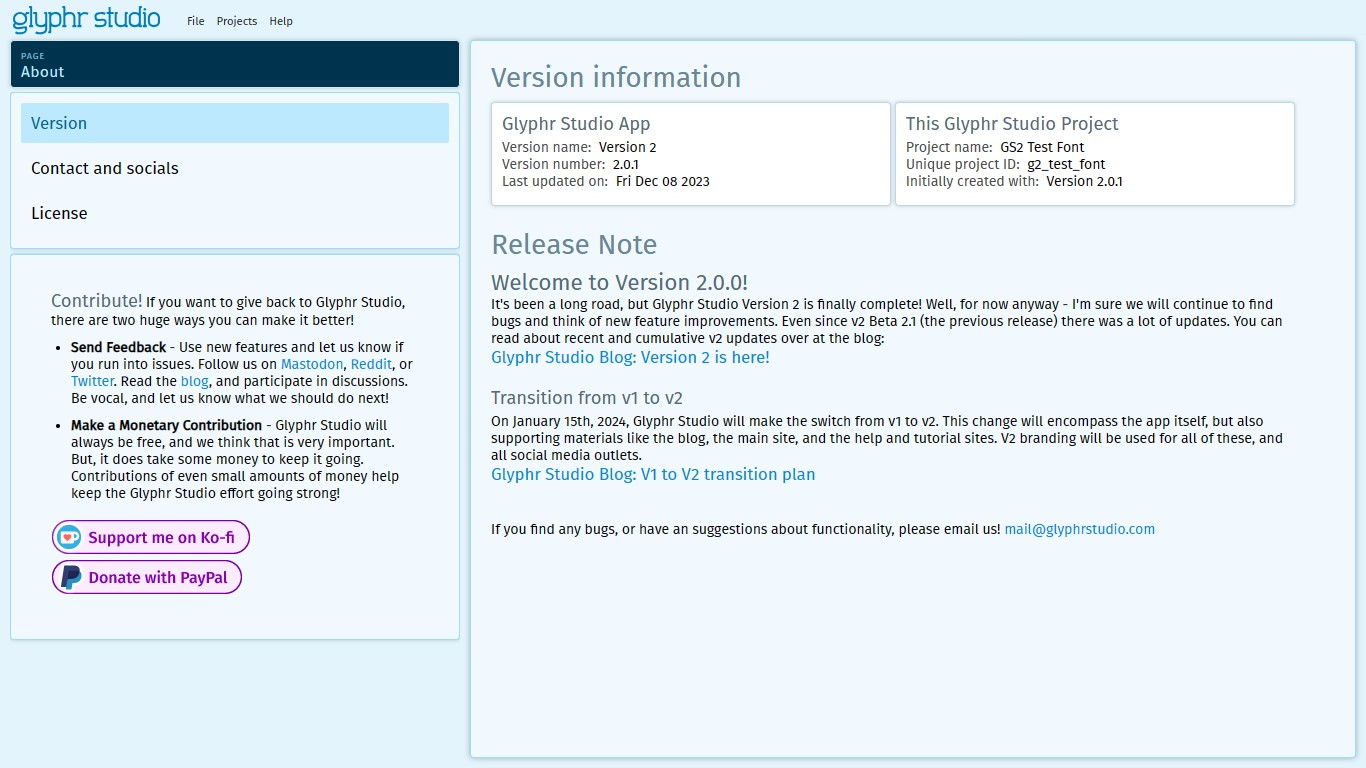 glyphr studio
File Projects Help
PAGE
About
Version
Contact and socials
License
Contribute! If you want to give back to Glyphr Studio,
there are two huge ways you can make it better!
• Send Feedback - Use new features and let us know if
you run into issues. Follow us on Mastodon, Reddit, or
Twitter. Read the blog, and participate in discussions.
Be vocal, and let us know what we should do next!
• Make a Monetary Contribution - Glyphr Studio will
always be free, and we think that is very important.
But, it does take some money to keep it going.
Contributions of even small amounts of money help
keep the Glyphr Studio effort going strong!
Support me on Ko-fi
Donate with PayPal
Version information
Glyphr Studio App
Version name: Version 2
Version number: 2.0.1
Last updated on: Fri Dec 08 2023
This Glyphr Studio Project
Project name: GS2 Test Font
Unique project ID: g2_test_font
Initially created with: Version 2.0.1
Release Note
Welcome to Version 2.0.0!
It's been a long road, but Glyphr Studio Version 2 is finally complete! Well, for now anyway - I'm sure we will continue to find
bugs and think of new feature improvements. Even since v2 Beta 2.1 (the previous release) there was a lot of updates. You can
read about recent and cumulative v2 updates over at the blog:
Glyphr Studio Blog: Version 2 is here!
Transition from v1 to v2
On January 15th, 2024, Glyphr Studio will make the switch from v1 to v2. This change will encompass the app itself, but also
supporting materials like the blog, the main site, and the help and tutorial sites. V2 branding will be used for all of these, and
all social media outlets.
Glyphr Studio Blog: V1 to V2 transition plan
If you find any bugs, or have an suggestions about functionality, please email us! mail@glyphrstudio.com